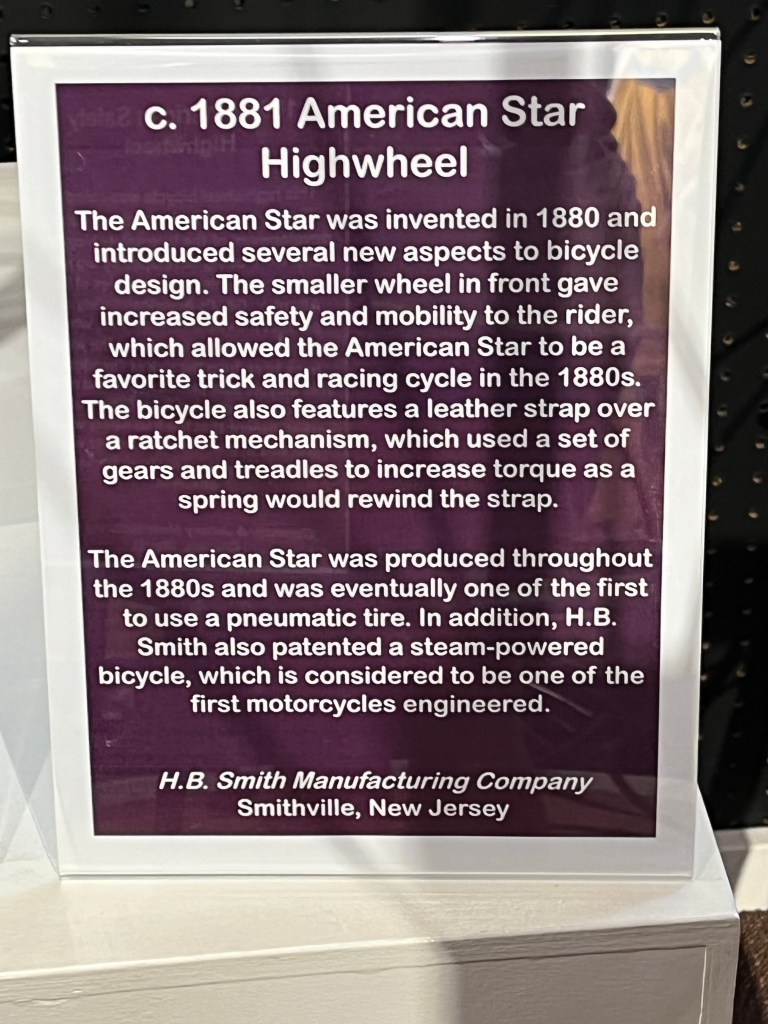 c. 1881 American Star
Highwheel
The American Star was invented in 1880 and
introduced several new aspects to bicycle
design. The smaller wheel in front gave
increased safety and mobility to the rider,
which allowed the American Star to be a
favorite trick and racing cycle in the 1880s.
The bicycle also features a leather strap over
a ratchet mechanism, which used a set of
gears and treadles to increase torque as a
spring would rewind the strap.
The American Star was produced throughout
the 1880s and was eventually one of the first
to use a pneumatic tire. In addition, H.B.
Smith also patented a steam-powered
bicycle, which is considered to be one of the
first motorcycles engineered.
H.B. Smith Manufacturing Company
Smithville, New Jersey